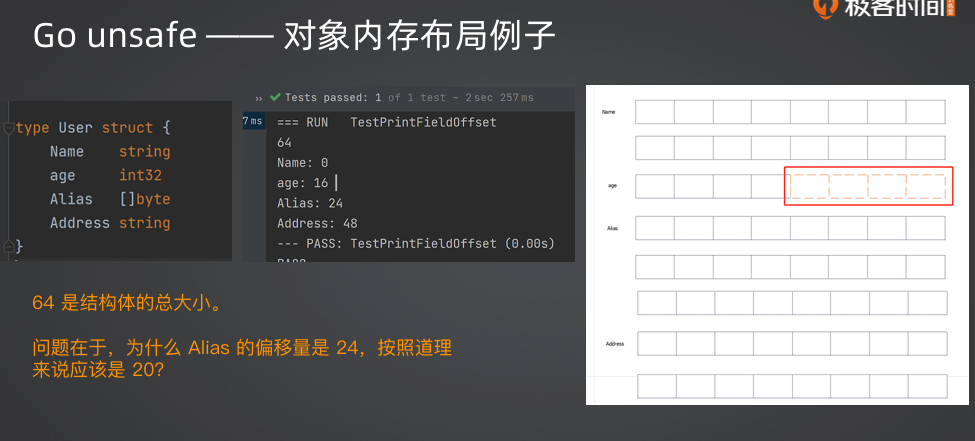 极客时间
Go unsafe —— 对象内存布局例子
type User struct {
Name string
age int32
Alias []byte
Address string
}
›› Tests passed: 1 of 1 test – 2 sec 257 ms
7 ms
=== RUN TestPrintFieldOffset
64
Name: 0
age: 16
Alias: 24
Address: 48
--- PASS: TestPrintFieldOffset (0.00s)
PASS
Name
age
Alias
Address
64 是结构体的总大小。
问题在于，为什么 Alias 的偏移量是 24，按照道理
来说应该是 20？